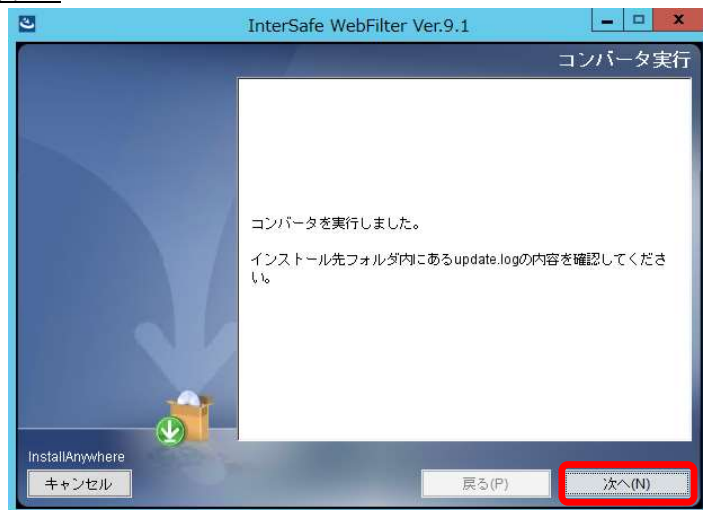 InterSafe WebFilter Ver.9.1
コンバータ実行
コンバータを実行しました。
インストール先フォルダ内にあるupdate.logの内容を確認してくださ
い。
InstallAnywhere
キャンセル
戻る(P)
次へ(N)